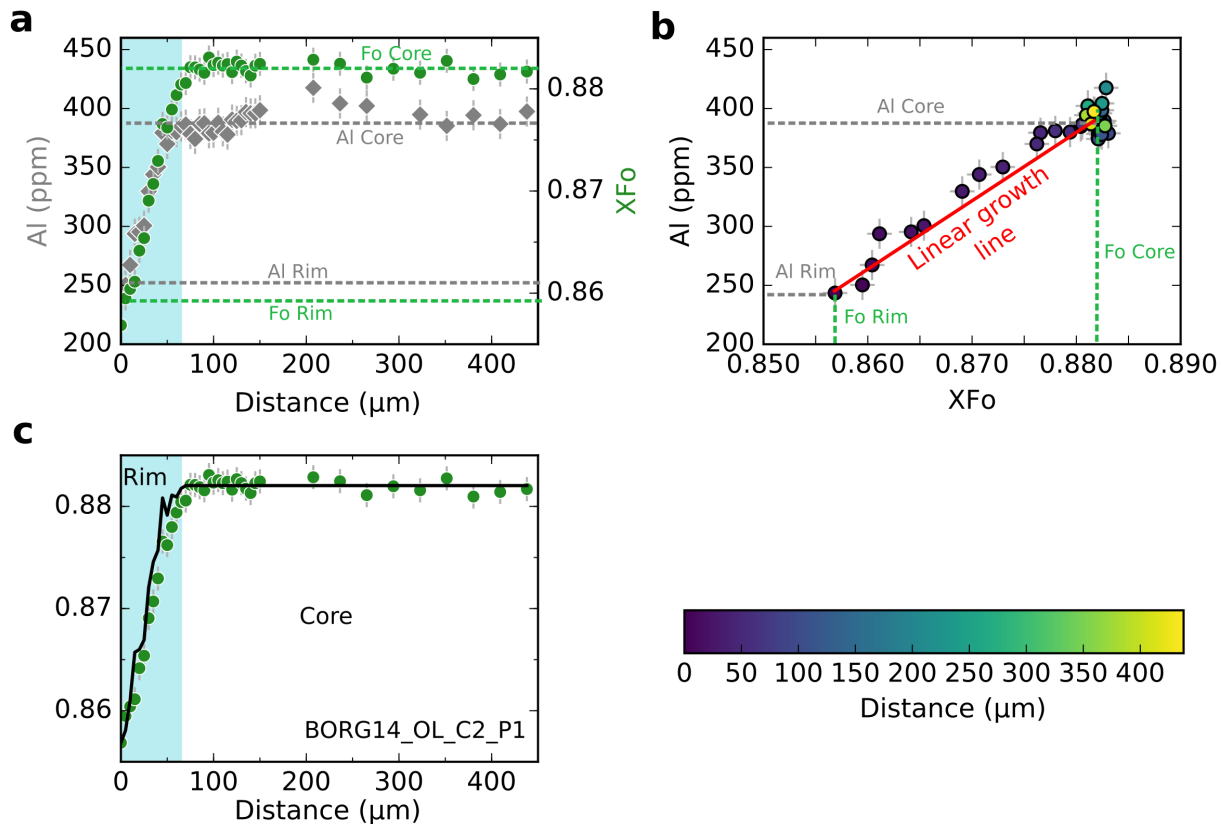 a
450
400
350
300
250
200
Al (ppm)
Fo Core
Al Core
Al Rim
Fo Rim
0.88
0.87
0.86
XFo
0 100 200 300 400
Distance (μm)
b
450
400
350
300
250
200
Al (ppm)
Al Core
Al Rim
Linear growth
line
Fo Core
Fo Rim
0.850 0.860 0.870 0.880 0.890
XFo
c
0.88
0.87
0.86
Rim
Core
BORG14_OL_C2_P1
0 100 200 300 400
Distance (μm)
0 50 100 150 200 250 300 350 400
Distance (μm)